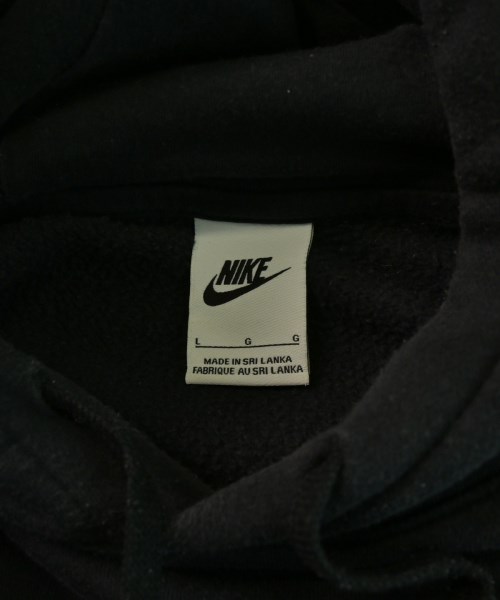 NIKE
L G G
MADE IN SRI LANKA
FABRIQUE AU SRI LANKA